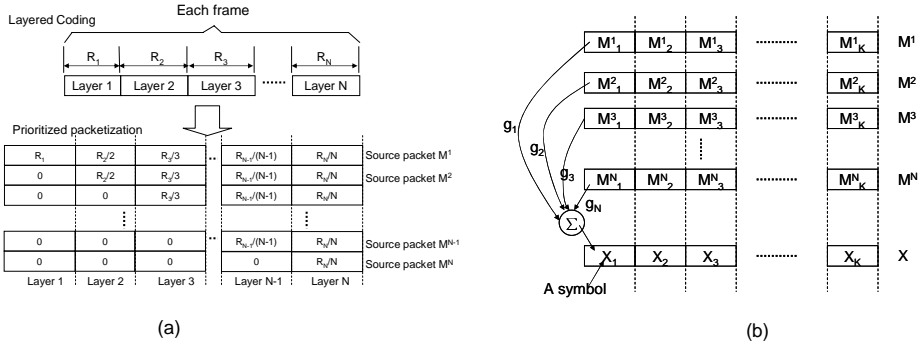 Layered Coding
Each frame
R1 R2 R3 RN
Layer 1 Layer 2 Layer 3 ...... Layer N
Prioritized packetization
R1 R2/2 R3/3 .. RN-1/(N-1) RN/N Source packet M1
0 R2/2 R3/3 RN-1/(N-1) RN/N Source packet M2
0 0 R3/3 RN-1/(N-1) RN/N
0 0 0 .. RN-1/(N-1) RN/N Source packet MN-1
0 0 0 0 RN/N Source packet MN
Layer 1 Layer 2 Layer 3 Layer N-1 Layer N
(a)
M11 M12 M13 .......... M1K M1
M21 M22 M23 .......... M2K M2
M31 M32 M33 .......... M3K M3
g1
g2
g3
MN1 MN2 MN3 .......... MNK MN
gN
Σ
X1 X2 X3 .......... XK X
A symbol
(b)